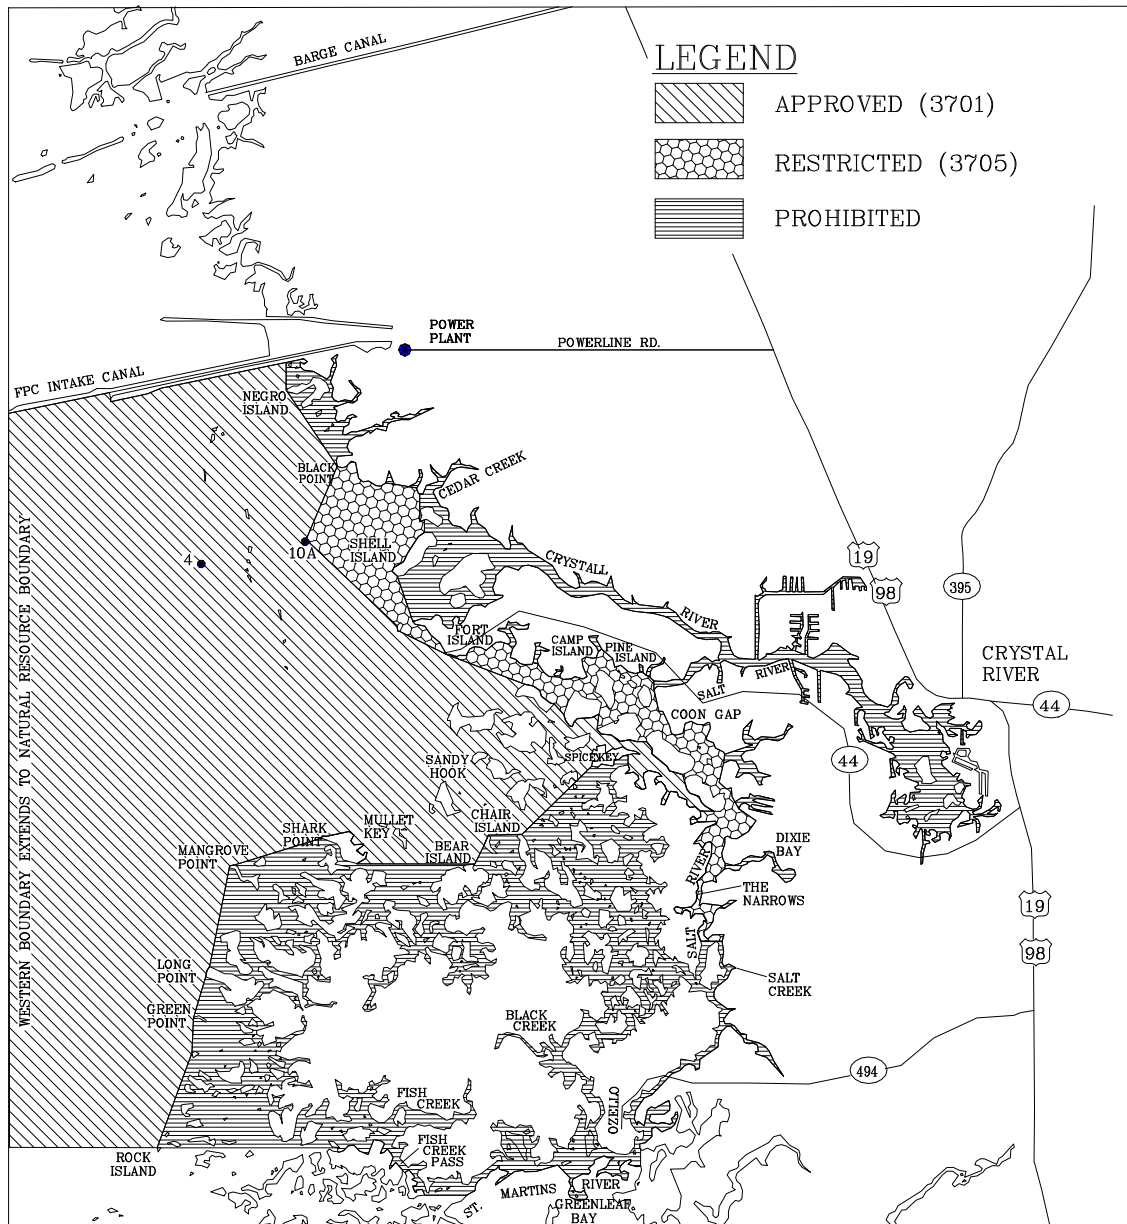 BARGE CANAL
LEGEND
APPROVED (3701)
RESTRICTED (3705)
PROHIBITED
POWER
PLANT
POWERLINE RD.
FPC INTAKE CANAL
NEGRO
ISLAND
BLACK
POINT
CEDAR CREEK
10A
SHELL
ISLAND
4
CRYSTALL
RIVER
19
98
395
WESTERN BOUNDARY EXTENDS TO NATURAL RESOURCE BOUNDARY
FORT
ISLAND
CAMP
ISLAND
PINE
ISLAND
SALT
RIVER
CRYSTAL
RIVER
44
COON GAP
44
SPICEKEY
SANDY
HOOK
CHAIR
ISLAND
MULLET
KEY
SHARK
POINT
MANGROVE
POINT
BEAR
ISLAND
DIXIE
BAY
RIVER
SALT
THE
NARROWS
19
98
LONG
POINT
SALT
CREEK
GREEN
POINT
BLACK
CREEK
494
FISH
CREEK
OZELLO
FISH
CREEK
PASS
ROCK
ISLAND
ST.
MARTINS
RIVER
GREENLEAF
BAY